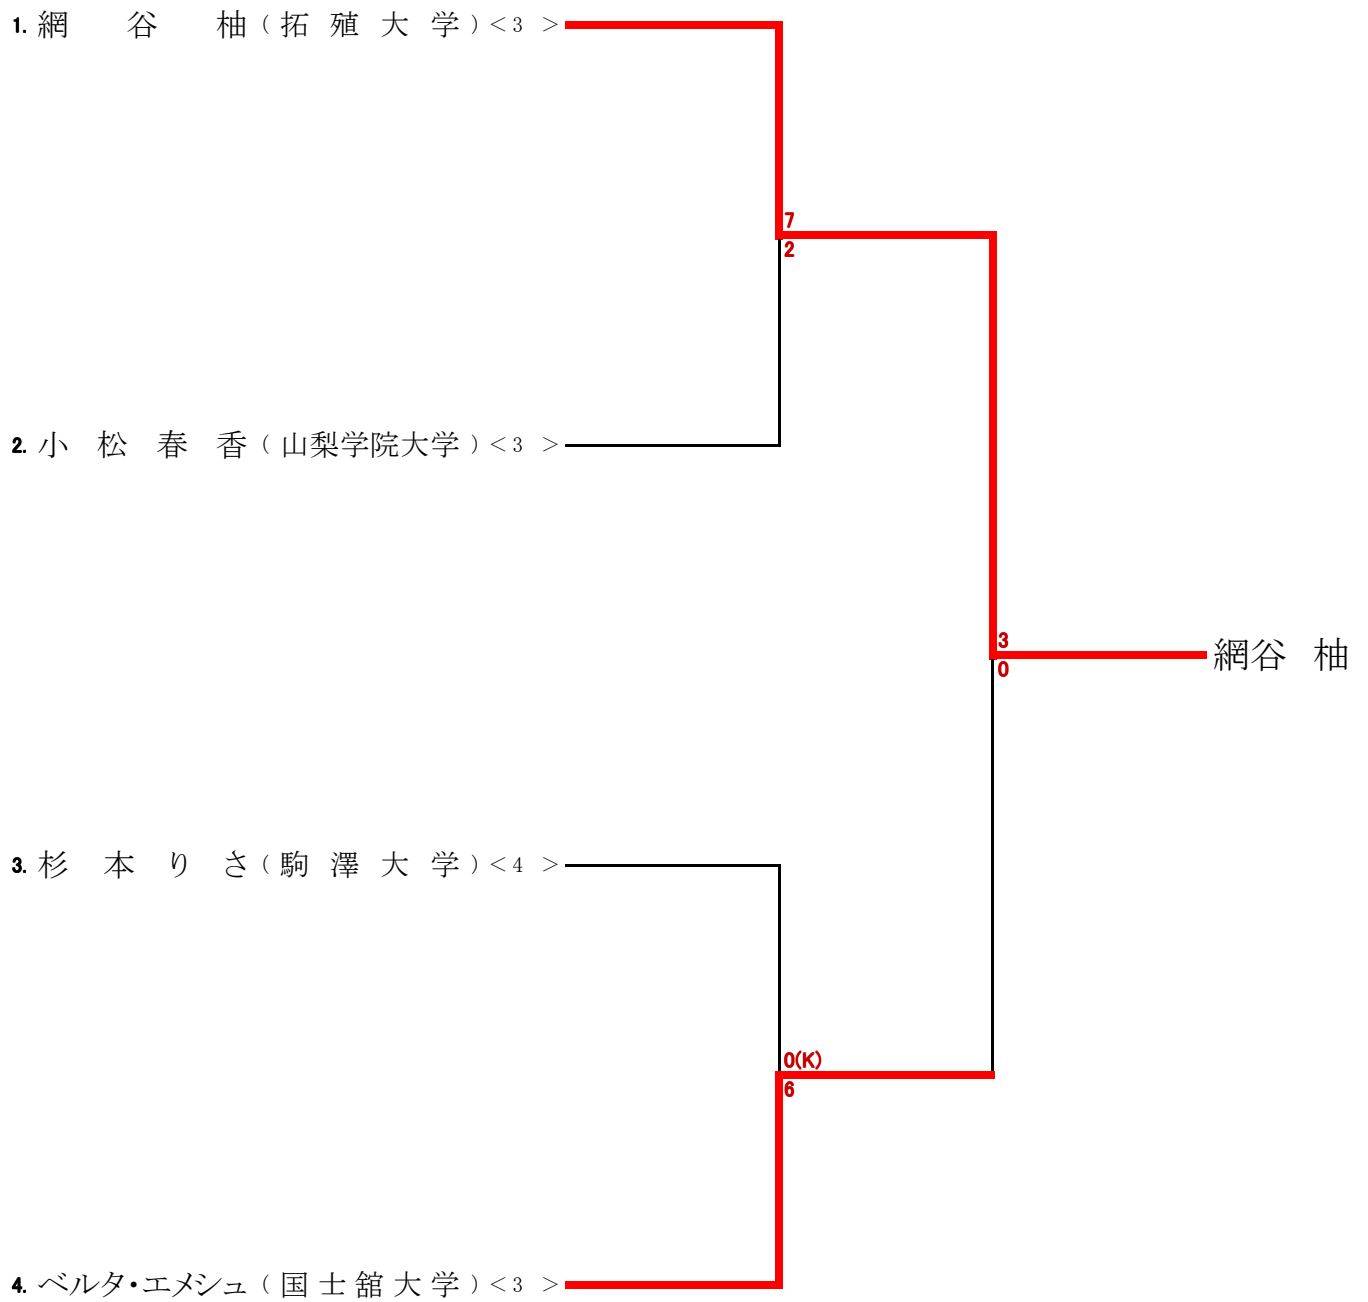 1. 網谷柚(拓殖大学)<3 >
7
2
2. 小松春香(山梨学院大学)<3 >
3
0
網谷 柚
3. 杉本りさ(駒澤大学)<4 >
0(K)
6
4. ベルタ・エメシュ(国士舘大学)<3 >